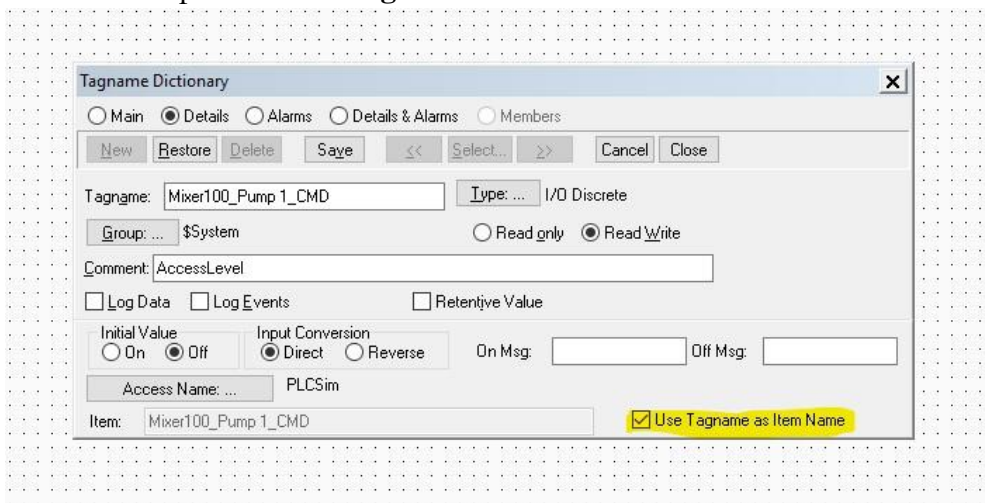 Tagname Dictionary
Main Details Alarms Details & Alarms Members
New Restore Delete Save << Select... >> Cancel Close
Tagname: Mixer100_Pump 1_CMD Type: ... I/O Discrete
Group: ... $System Read only Read Write
Comment: AccessLevel
Log Data Log Events Retentive Value
Initial Value Input Conversion
On Off Direct Reverse On Msg: Off Msg:
Access Name: ... PLCSim
Item: Mixer100_Pump 1_CMD Use Tagname as Item Name